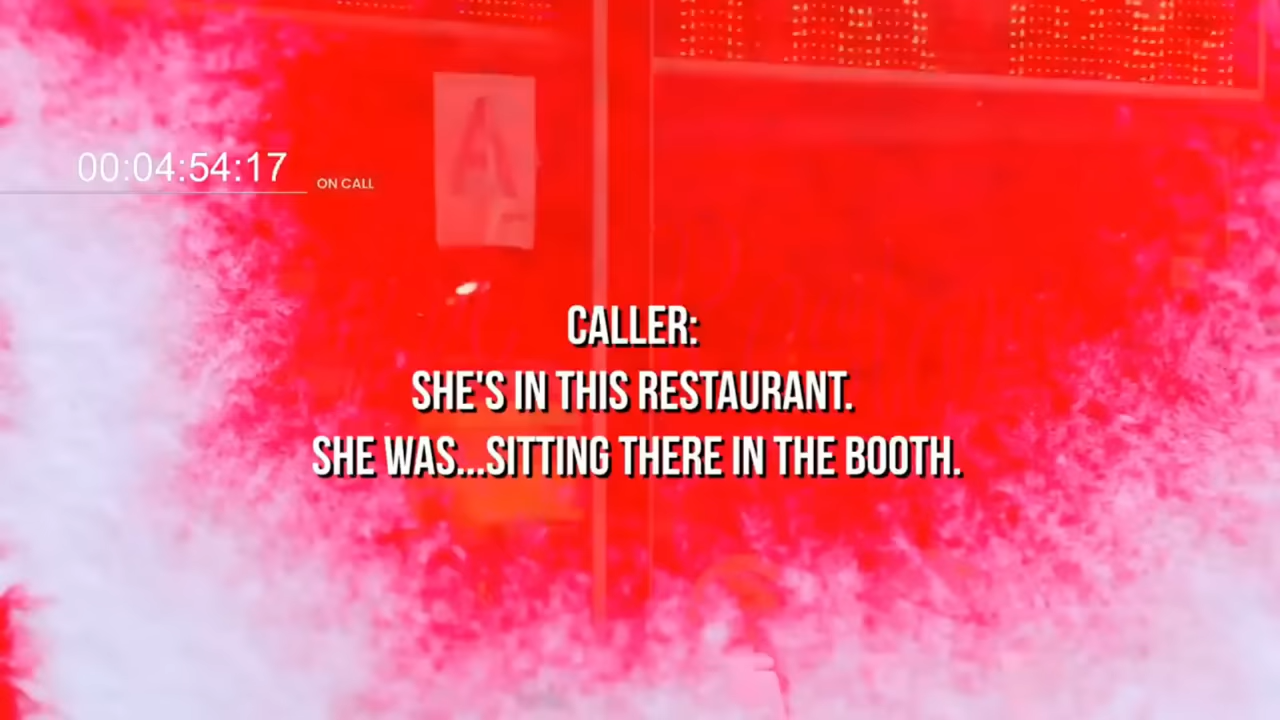 A
00:04:54:17
ON CALL
CALLER:
SHE'S IN THIS RESTAURANT.
SHE WAS...SITTING THERE IN THE BOOTH.